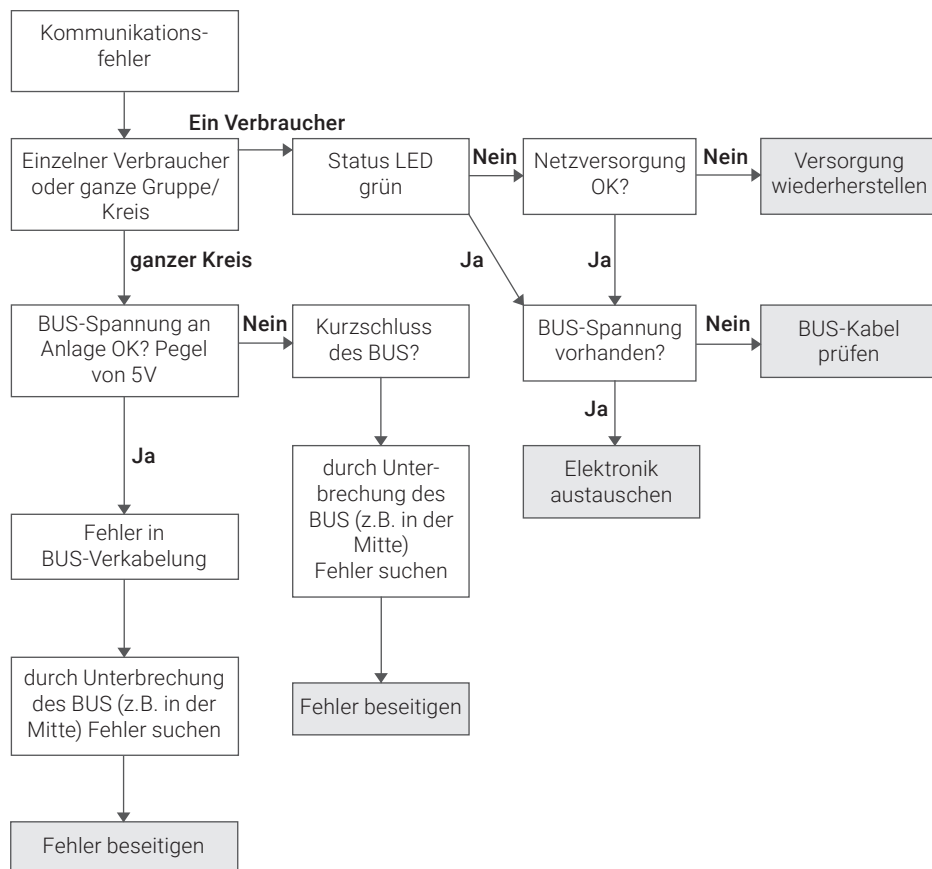 Kommunikations-
fehler
Ein Verbraucher
Einzelner Verbraucher
oder ganze Gruppe/
Kreis
Status LED
grün
Nein
Netzversorgung
OK?
Nein
Versorgung
wiederherstellen
ganzer Kreis
Ja
Ja
BUS-Spannung an
Anlage OK? Pegel
von 5V
Nein
Kurzschluss
des BUS?
BUS-Spannung
vorhanden?
Nein
BUS-Kabel
prüfen
Ja
Ja
durch Unter-
brechung des
BUS (z.B. in der
Mitte)
Fehler suchen
Elektronik
austauschen
Fehler in
BUS-Verkabelung
durch Unterbrechung
des BUS (z.B. in der
Mitte) Fehler suchen
Fehler beseitigen
Fehler beseitigen